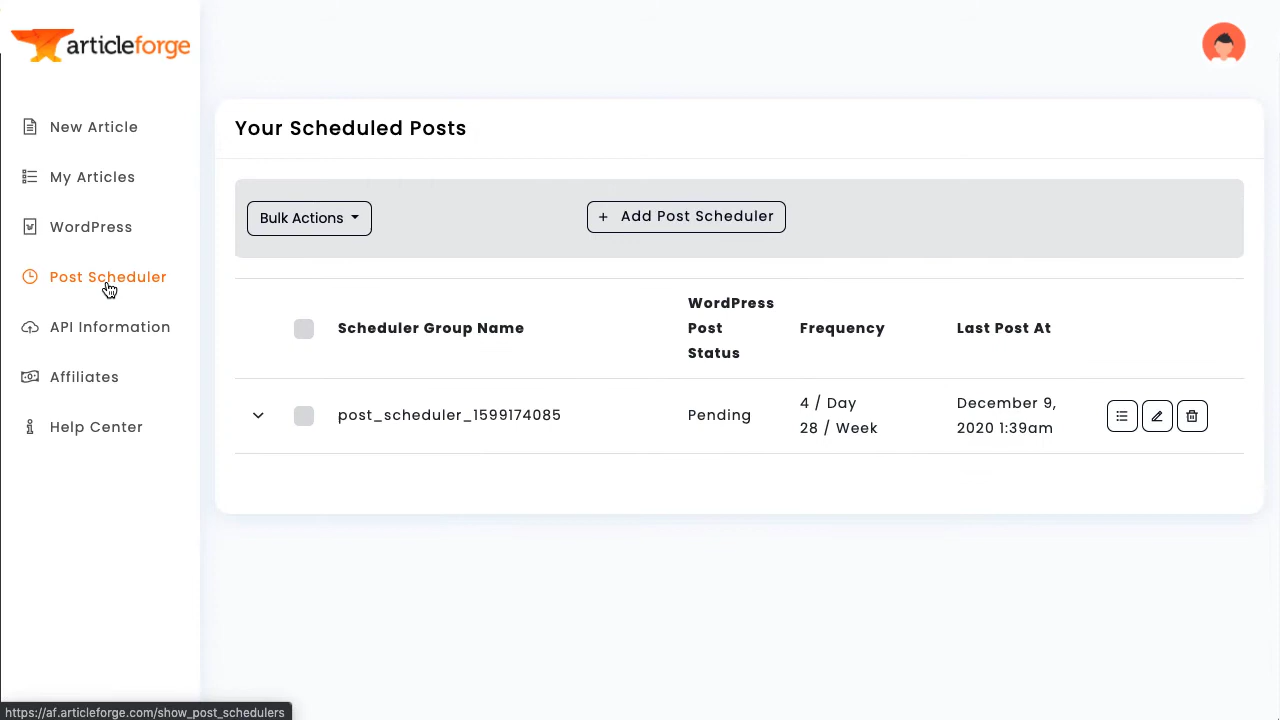 articleforge
New Article
My Articles
WordPress
Post Scheduler
API Information
Affiliates
Help Center
Your Scheduled Posts
Bulk Actions
+ Add Post Scheduler
Scheduler Group Name
WordPress
Post
Status
Frequency
Last Post At
post_scheduler_1599174085
Pending
4 / Day
28 / Week
December 9,
2020 1:39am
https://af.articleforge.com/show_post_schedulers